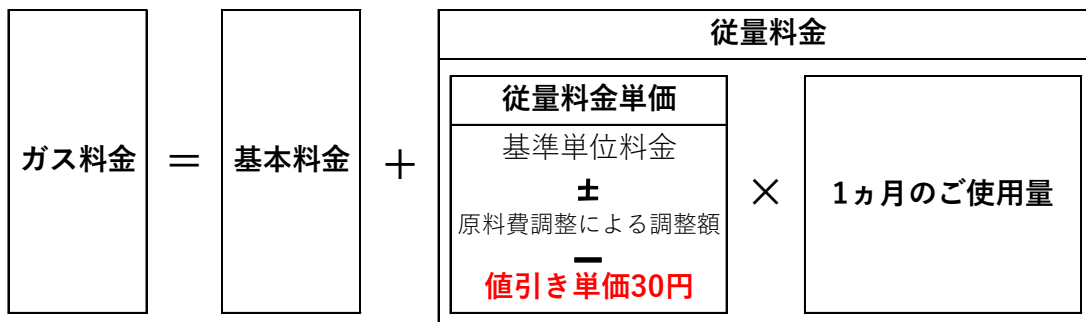 ガス料金
＝
基本料金
＋
従量料金
従量料金単価
基準単位料金
±
原料費調整による調整額
ー
値引き単価30円
×
1ヵ月のご使用量